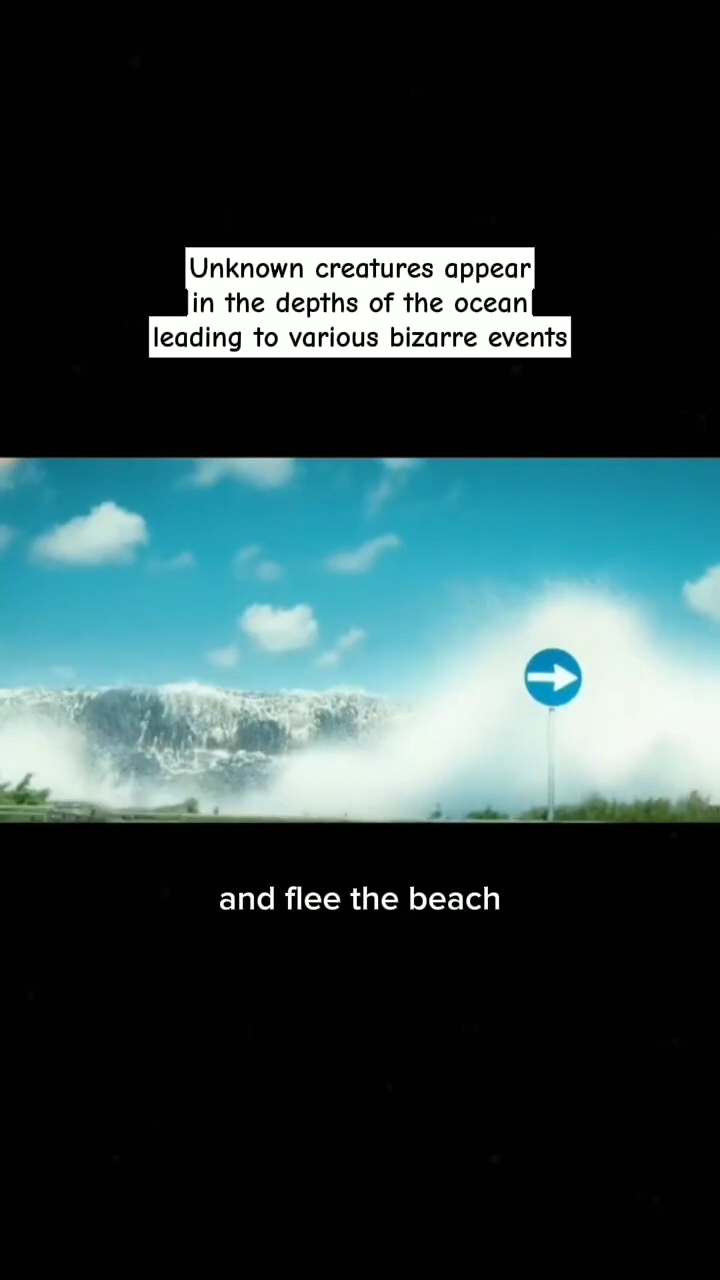 Unknown creatures appear
in the depths of the ocean
leading to various bizarre events
and flee the beach